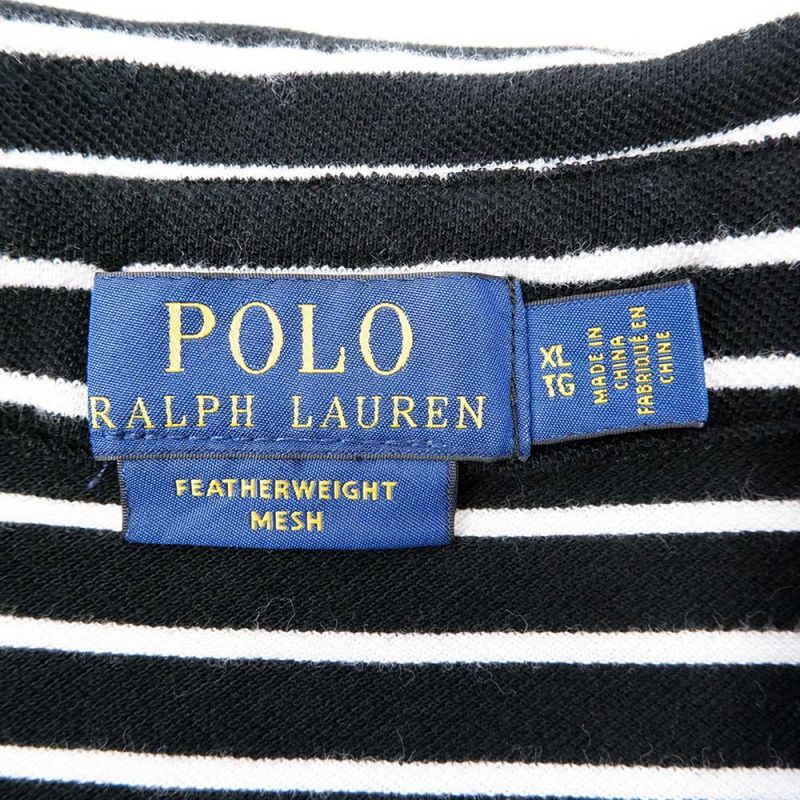 POLO
RALPH LAUREN
FEATHERWEIGHT
MESH
XL
TG
MADE IN
CHINA
FABRIQUÉ EN
CHINE